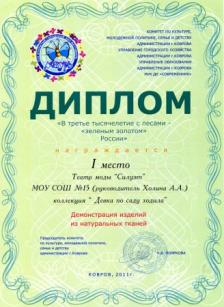 КОМИТЕТ ПО КУЛЬТУРЕ,
МОЛОДЕЖНОЙ ПОЛИТИКЕ, СЕМЬЕ И ДЕТСТВУ
АДМИНИСТРАЦИИ Г.КОВРОВА
УПРАВЛЕНИЕ ГОРОДСКОГО ХОЗЯЙСТВА
АДМИНИСТРАЦИИ Г.КОВРОВА
УПРАВЛЕНИЕ ОБРАЗОВАНИЯ
АДМИНИСТРАЦИИ Г.КОВРОВА
МУК ДК «СОВРЕМЕННИК»
ДИПЛОМ
«В третье тысячелетие с лесами -
«зеленым золотом»
России»
награждается
I место
Театр моды "Силуэт"
МОУ СОШ №15 (руководитель Холина А.А.)
коллекция " Девка по саду ходила"
Демонстрация изделий
из натуральных тканей
Председатель комитета
по культуре, молодежной политике,
семье и детству
администрации г.Коврова
КОВРОВ, 2011г.